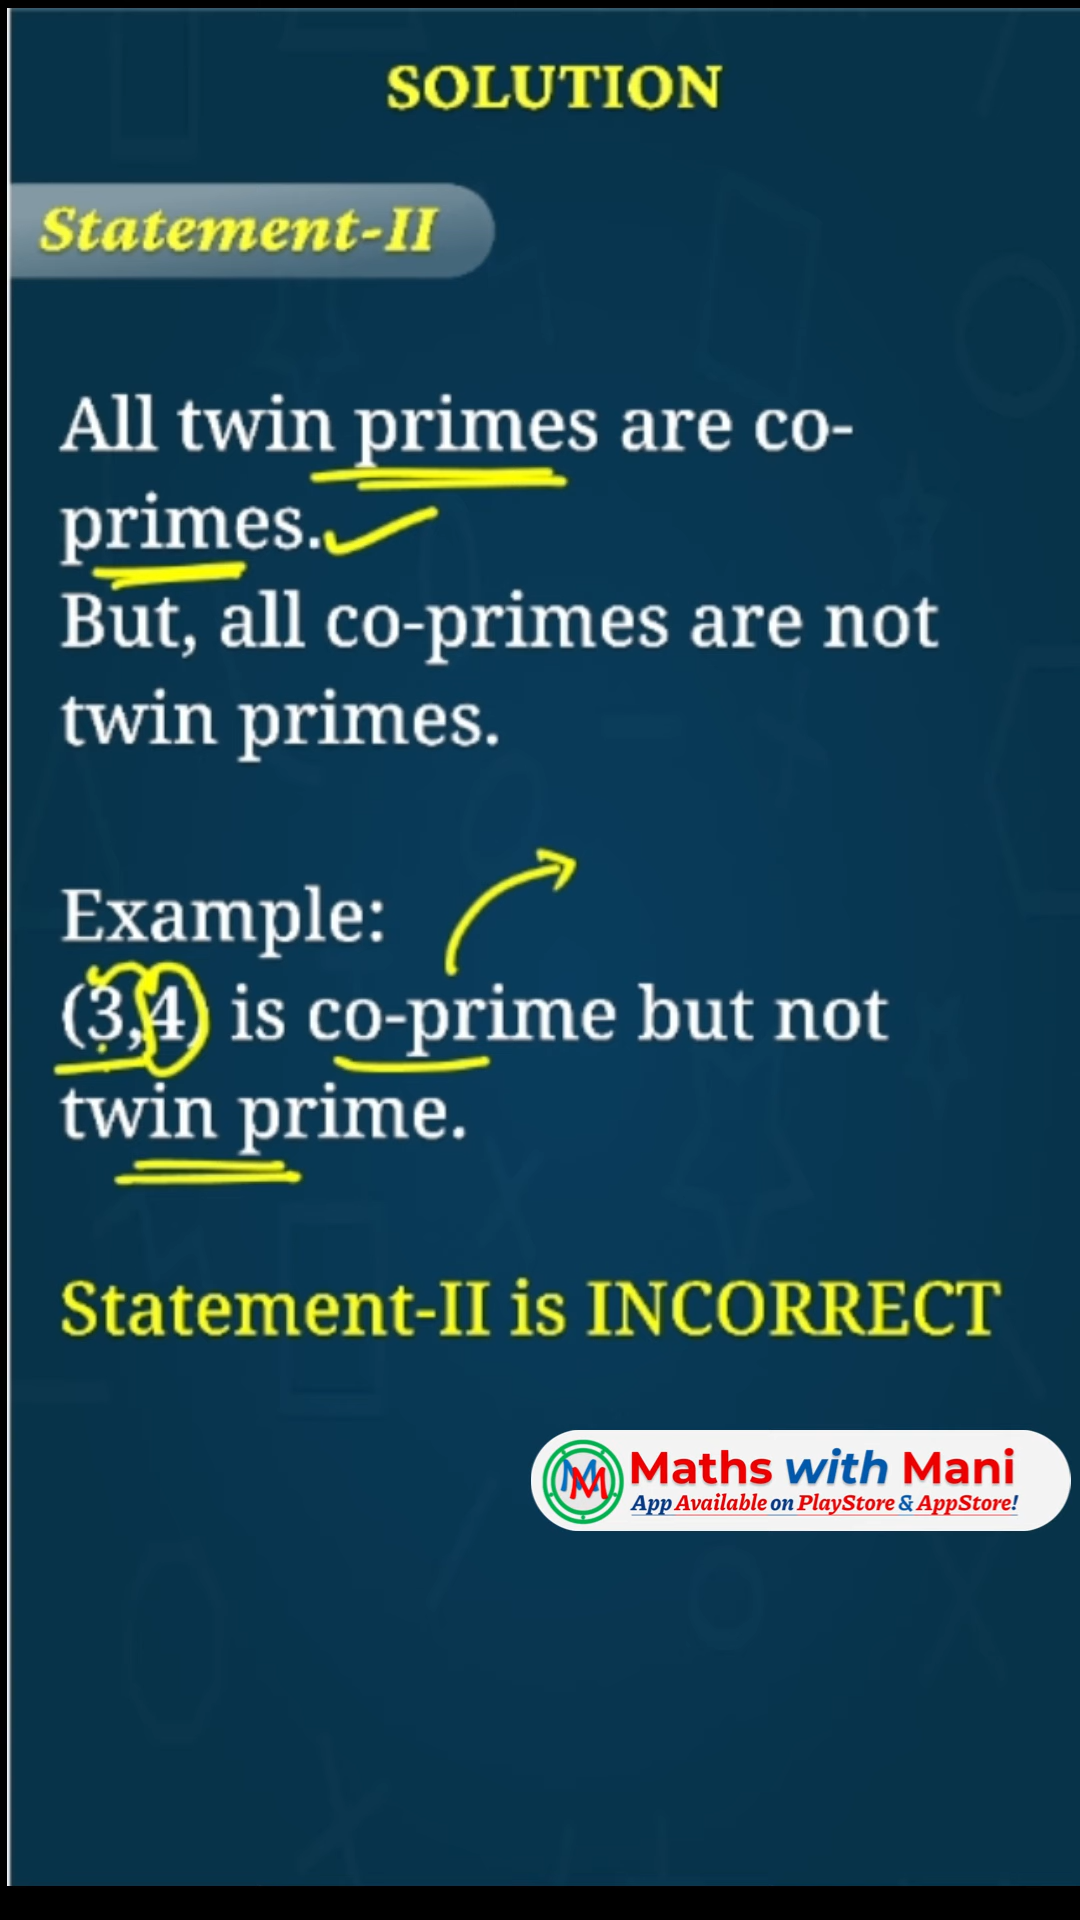 SOLUTION
Statement-II
All twin primes are co-
primes.
But, all co-primes are not
twin primes.
Example:
(3,4) is co-prime but not
twin prime.
Statement-II is INCORRECT
MM Maths with Mani
App Available on PlayStore & AppStore!